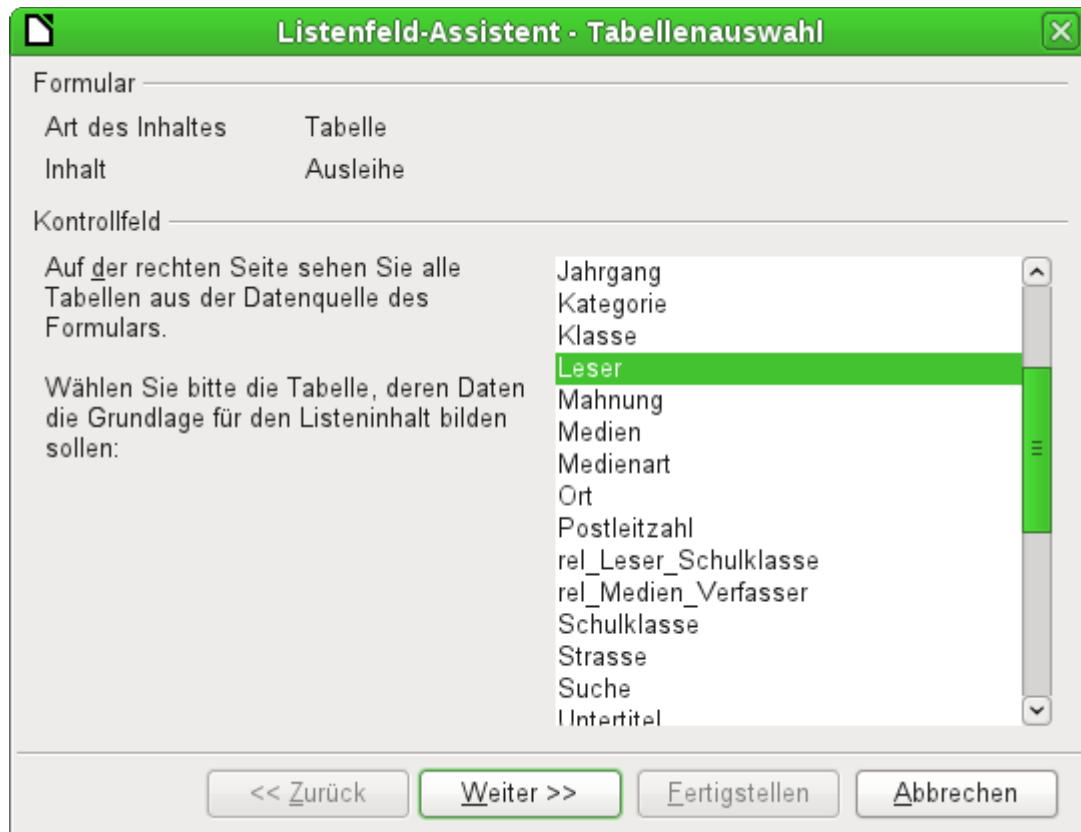 Listenfeld-Assistent - Tabellenauswahl
Formular
Art des Inhaltes Tabelle
Inhalt Ausleihe
Kontrollfeld
Auf der rechten Seite sehen Sie alle
Tabellen aus der Datenquelle des
Formulars.
Wählen Sie bitte die Tabelle, deren Daten
die Grundlage für den Listeninhalt bilden
sollen:
Jahrgang
Kategorie
Klasse
Leser
Mahnung
Medien
Medienart
Ort
Postleitzahl
rel_Leser_Schulklasse
rel_Medien_Verfasser
Schulklasse
Strasse
Suche
Untertitel
<< Zurück Weiter >> Fertigstellen Abbrechen